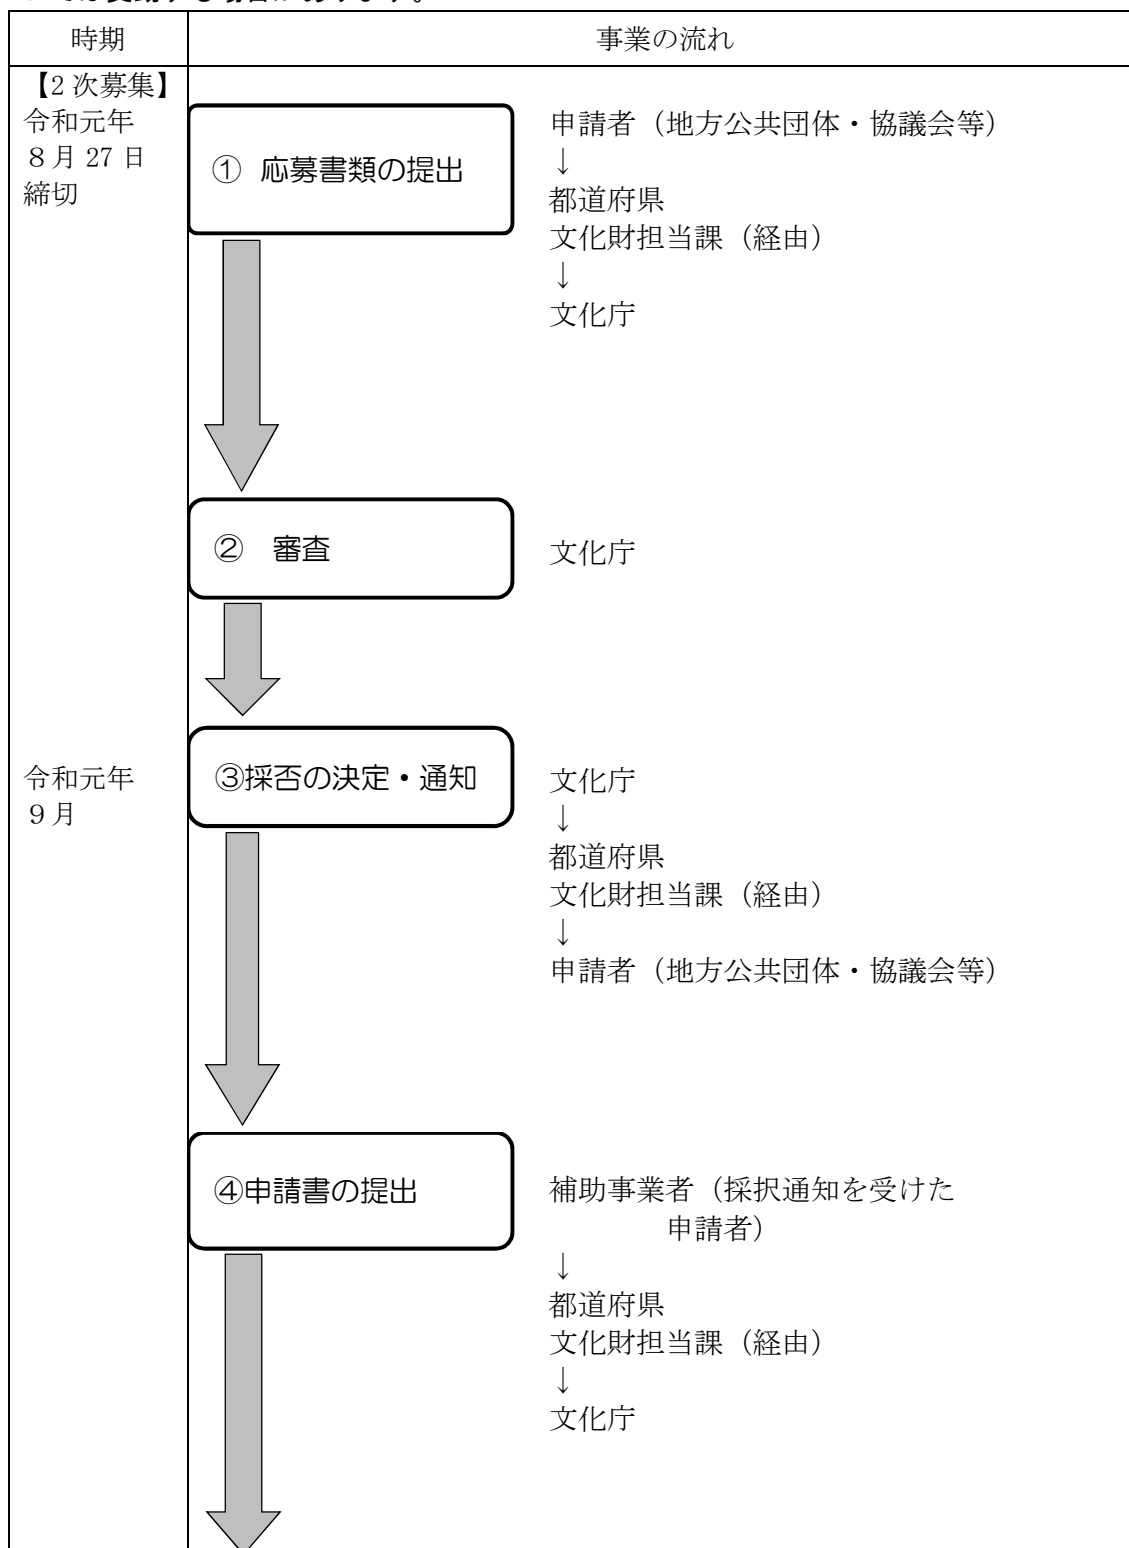 時期
事業の流れ
【2 次募集】
令和元年
８月 27 日
締切
① 応募書類の提出
申請者（地方公共団体・協議会等）
↓
都道府県
文化財担当課（経由）
↓
文化庁
② 審査
文化庁
令和元年
９月
③採否の決定・通知
文化庁
↓
都道府県
文化財担当課（経由）
↓
申請者（地方公共団体・協議会等）
④申請書の提出
補助事業者（採択通知を受けた
申請者）
↓
都道府県
文化財担当課（経由）
↓
文化庁